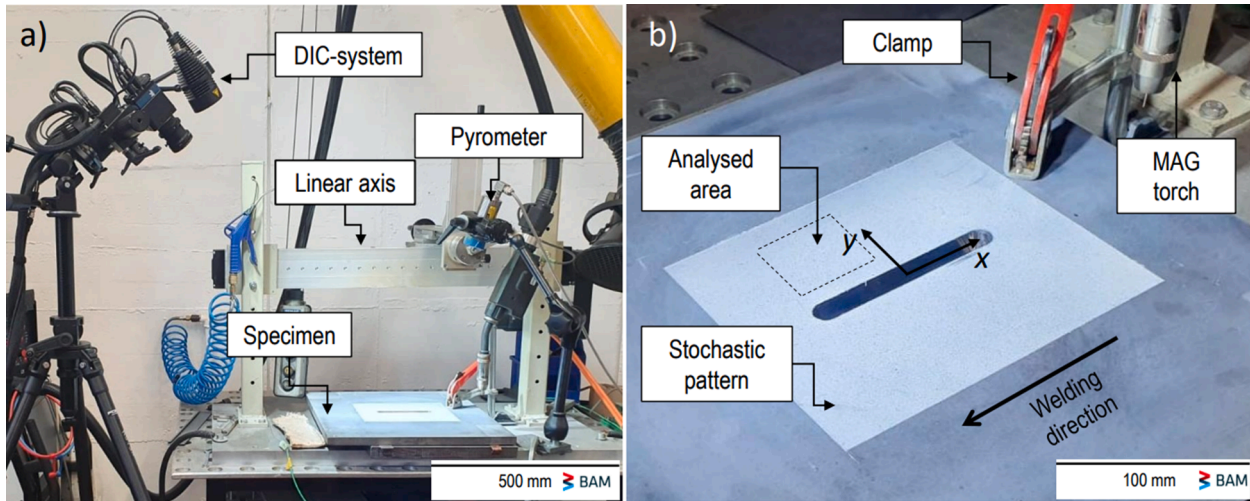 a)
DIC-system
Pyrometer
Linear axis
Specimen
500 mm
BAM
b)
Clamp
Analysed
area
MAG
torch
y
x
Stochastic
pattern
Welding
direction
100 mm
BAM